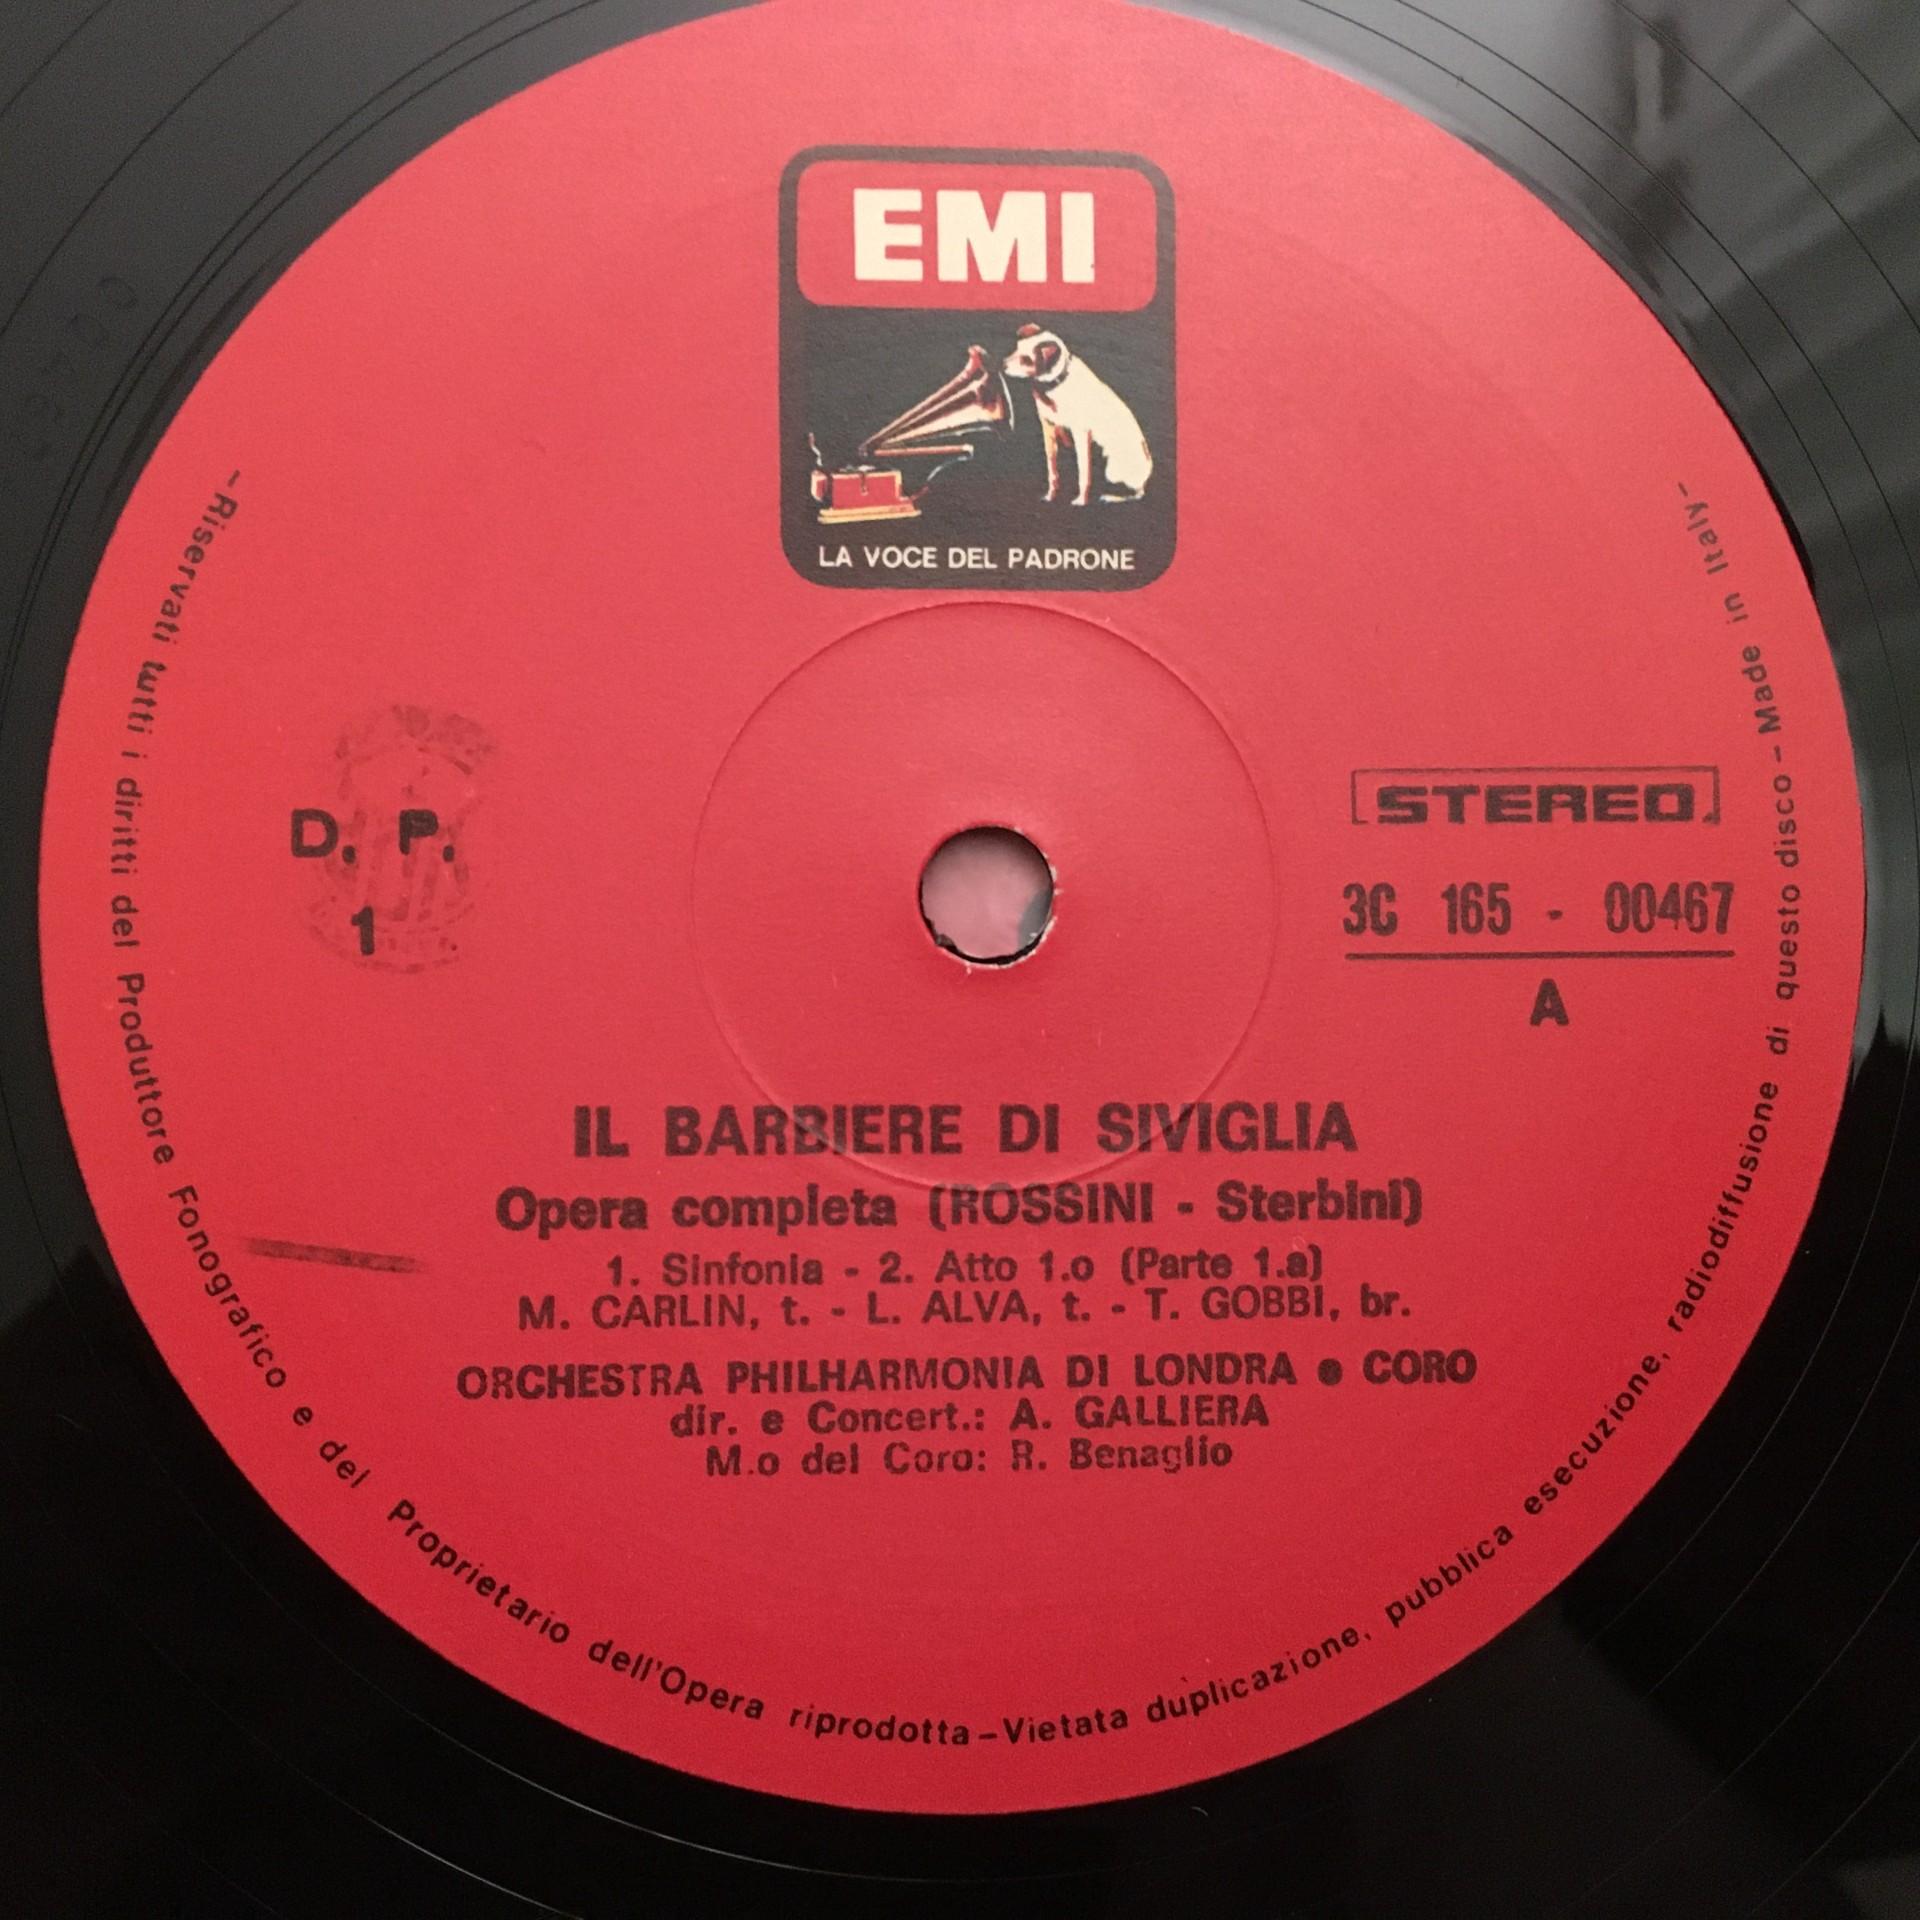 EMI
LA VOCE DEL PADRONE
D. P.
1
STEREO
3C 165 - 00467
A
IL BARBIERE DI SIVIGLIA
Opera completa (ROSSINI - Sterbini)
1. Sinfonia - 2. Atto 1.o (Parte 1.a)
M. CARLIN, t. - L. ALVA, t. - T. GOBBI, br.
ORCHESTRA PHILHARMONIA DI LONDRA e CORO
dir. e Concert.: A. GALLIERA
M.o del Coro: R. Benaglio
-Riservati tutti i diritti del Produttore Fonografico e del Proprietario dell'Opera riprodotta-Vietata duplicazione, pubblica esecuzione, radiodiffusione di questo disco-Made in Italy-